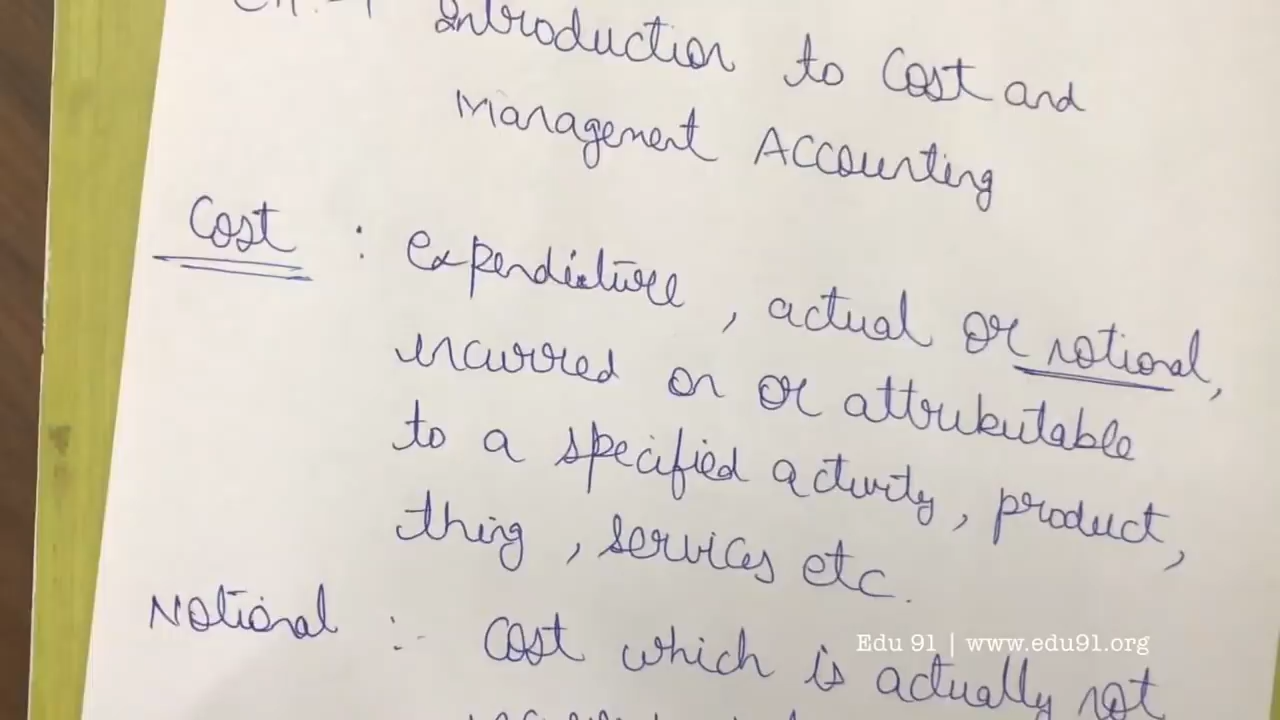 Introduction to Cost and
Management Accounting
Cost : Expenditure, actual or notional,
incurred on or attributable
to a specified activity, product,
thing, services etc.
Notional : Cost which is actually not
Edu 91 | www.edu91.org